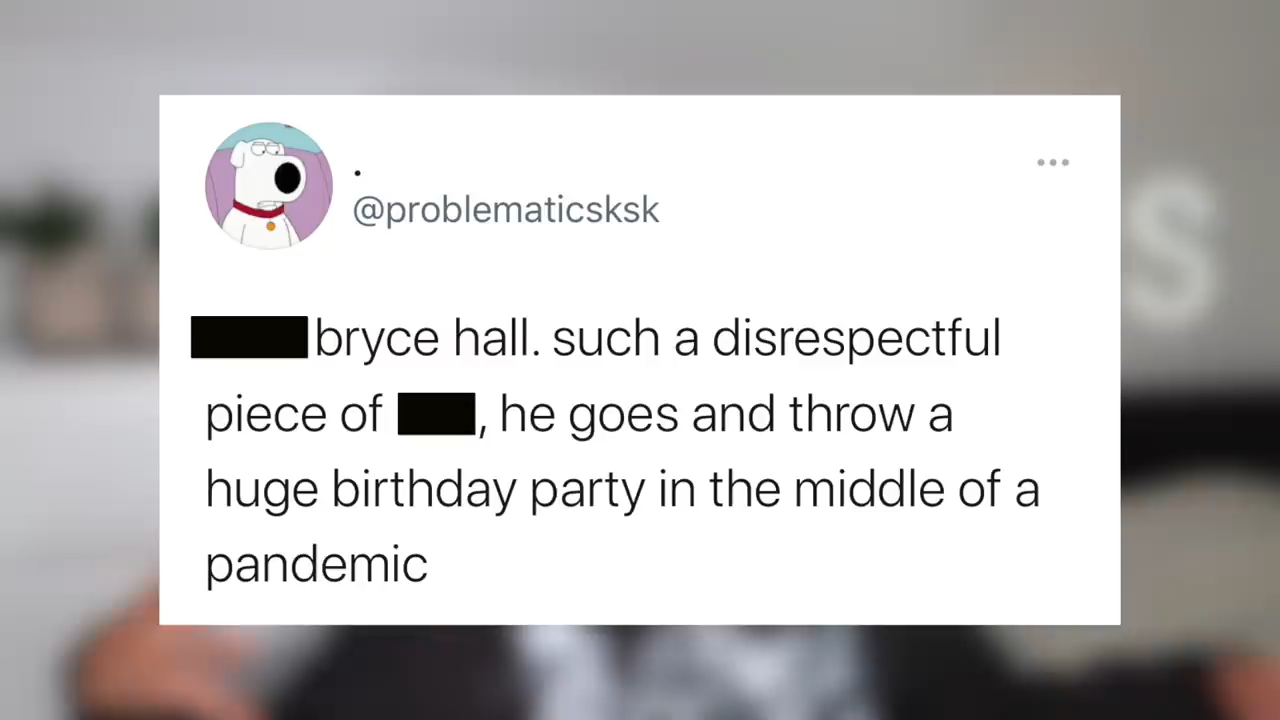 .
@problematicsksk
bryce hall. such a disrespectful
piece of , he goes and throw a
huge birthday party in the middle of a
pandemic
S